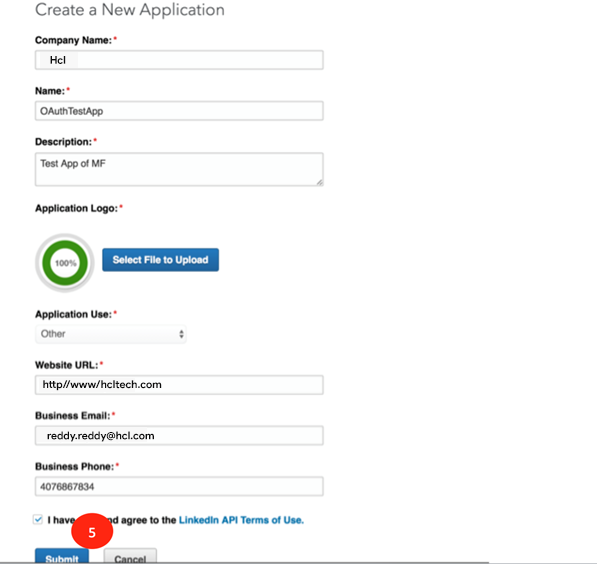 Create a New Application
Company Name:*
Hcl
Name:*
OAuthTestApp
Description:*
Test App of MF
Application Logo:*
100%
Select File to Upload
Application Use:*
Other
Website URL:*
http//www/hcltech.com
Business Email:*
reddy.reddy@hcl.com
Business Phone:*
4076867834
I have nd agree to the LinkedIn API Terms of Use.
5
Submit Cancel